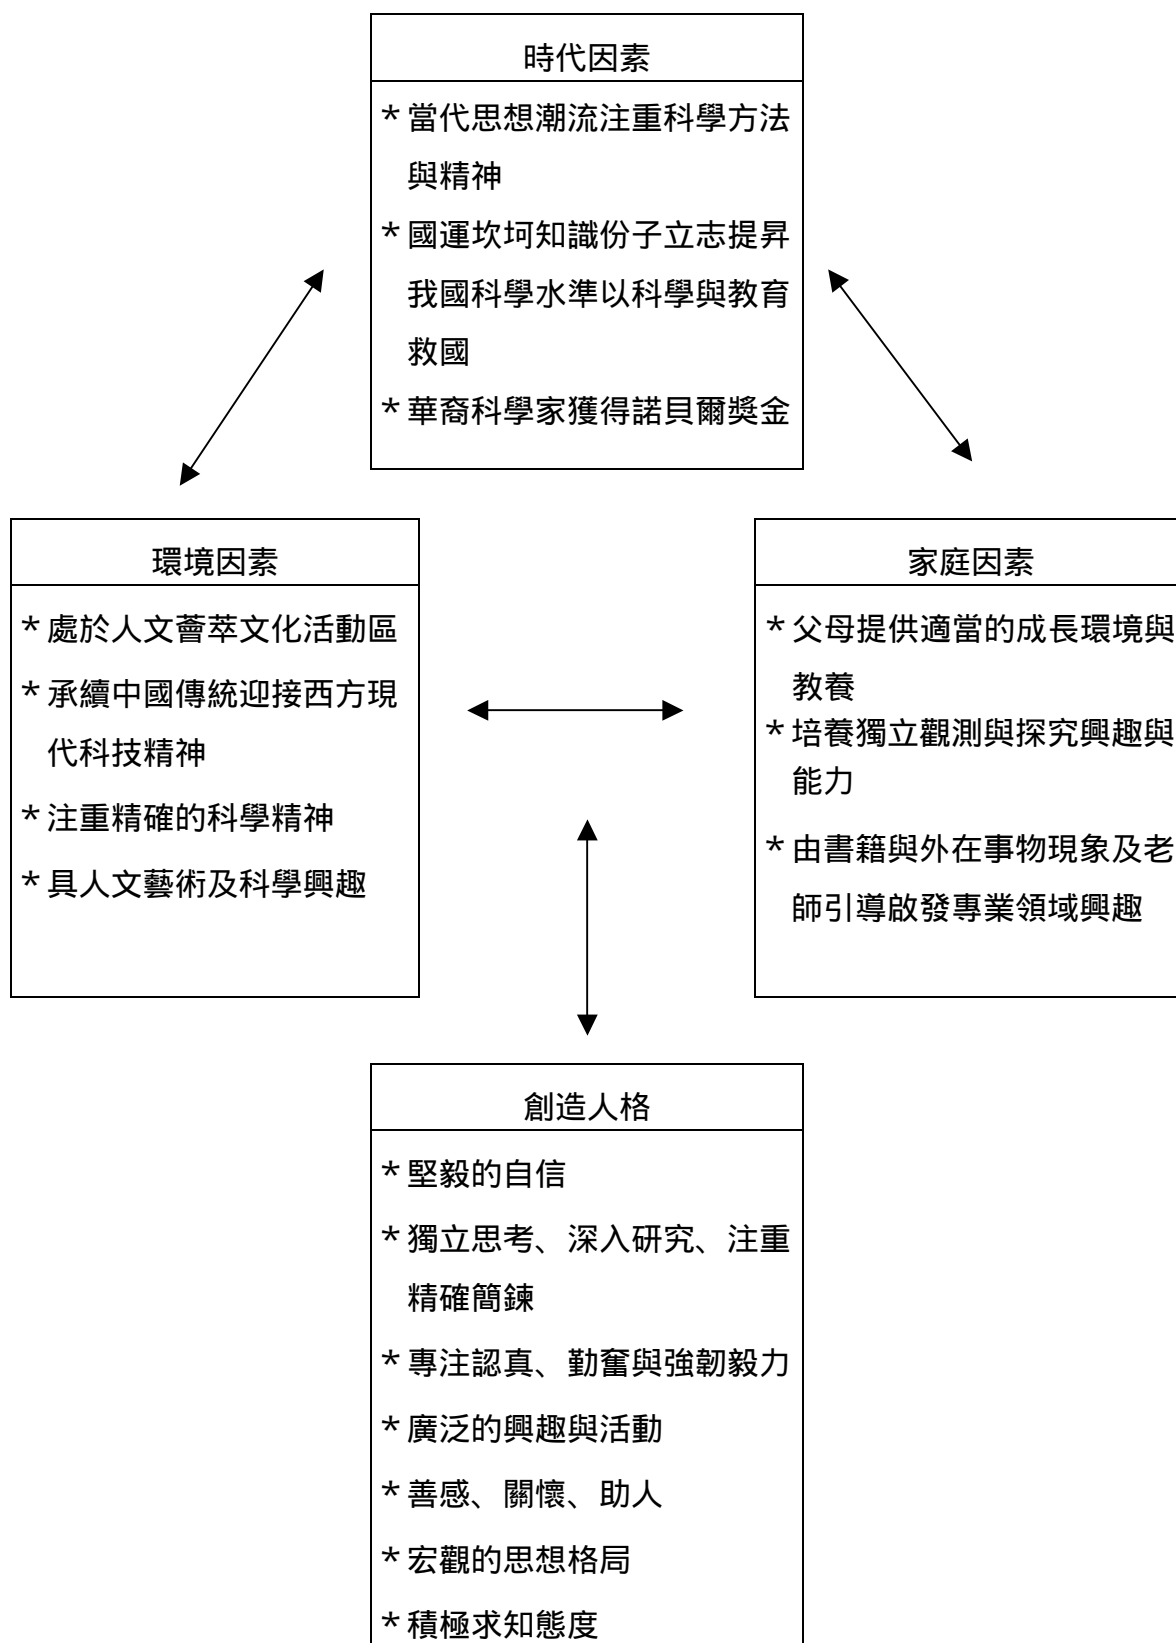 時代因素
*當代思想潮流注重科學方法
與精神
*國運坎坷知識份子立志提昇
我國科學水準以科學與教育
救國
*華裔科學家獲得諾貝爾獎金
環境因素
*處於人文薈萃文化活動區
*承續中國傳統迎接西方現
代科技精神
*注重精確的科學精神
*具人文藝術及科學興趣
家庭因素
*父母提供適當的成長環境與
教養
*培養獨立觀測與探究興趣與
能力
*由書籍與外在事物現象及老
師引導啟發專業領域興趣
創造人格
*堅毅的自信
*獨立思考、深入研究、注重
精確簡鍊
*專注認真、勤奮與強韌毅力
*廣泛的興趣與活動
*善感、關懷、助人
*宏觀的思想格局
*積極求知態度